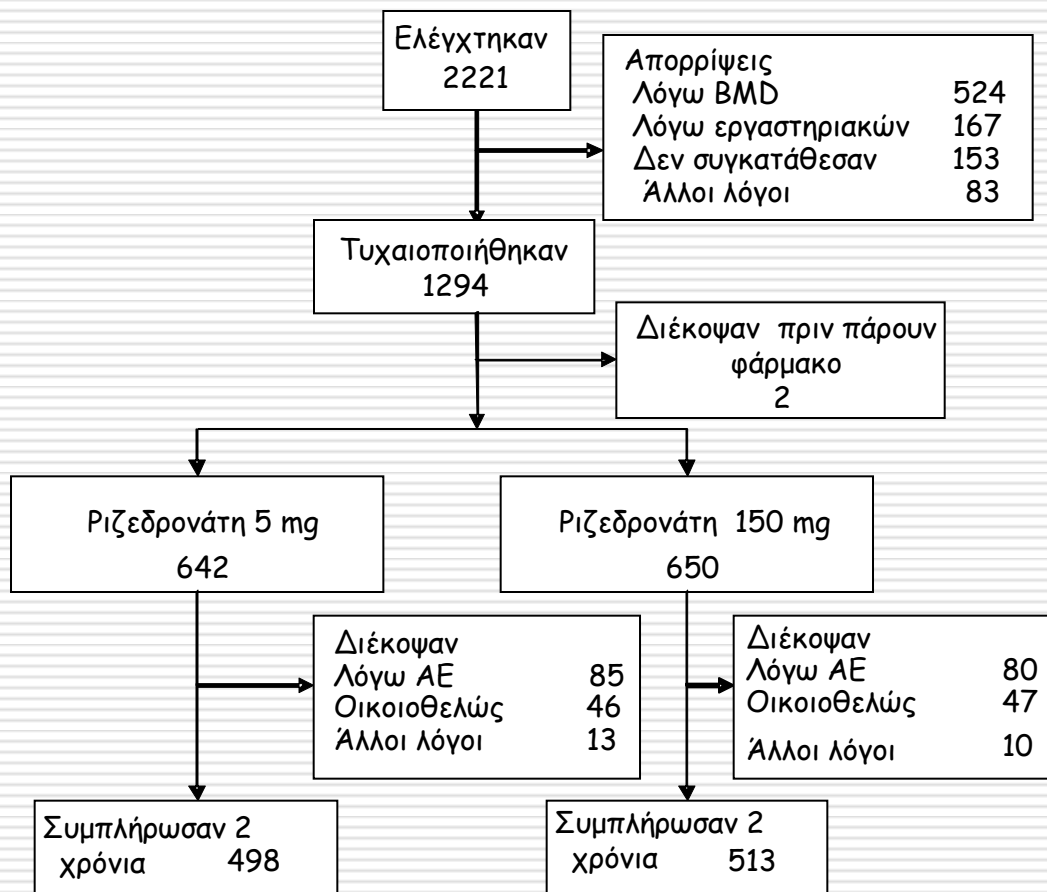 Ελέγχτηκαν
2221
Απορρίψεις
Λόγω BMD 524
Λόγω εργαστηριακών 167
Δεν συγκατάθεσαν 153
Άλλοι λόγοι 83
Τυχαιοποιήθηκαν
1294
Διέκοψαν πριν πάρουν
φάρμακο
2
Ριζεδρονάτη 5 mg
642
Ριζεδρονάτη 150 mg
650
Διέκοψαν
Λόγω ΑΕ 85
Οικοιοθελώς 46
Άλλοι λόγοι 13
Διέκοψαν
Λόγω ΑΕ 80
Οικοιοθελώς 47
Άλλοι λόγοι 10
Συμπλήρωσαν 2
χρόνια 498
Συμπλήρωσαν 2
χρόνια 513